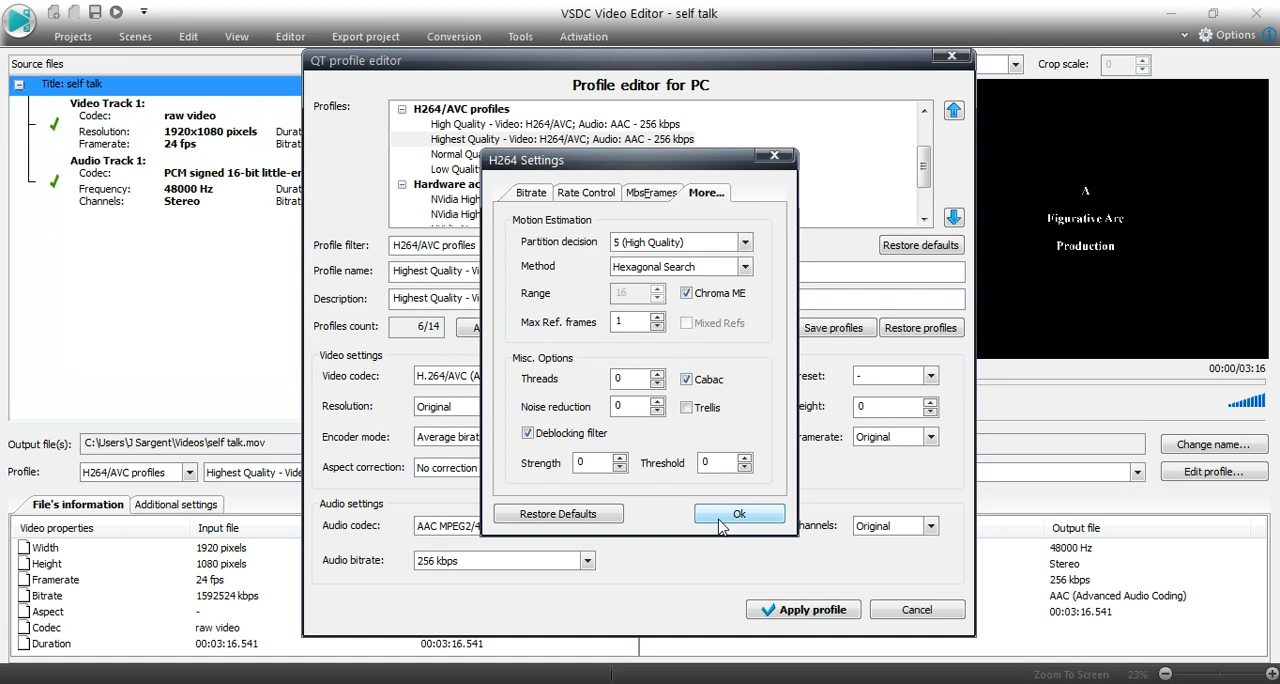 VSDC Video Editor - self talk
Projects Scenes Edit View Editor Export project Conversion Tools Activation Options
Source files
Title: self talk
Video Track 1:
Codec: raw video
Resolution: 1920x1080 pixels Durat
Framerate: 24 fps Bitrat
Audio Track 1:
Codec: PCM signed 16-bit little-en
Frequency: 48000 Hz Durat
Channels: Stereo Bitrat
Output file(s): C:\Users\J Sargent\Videos\self talk.mov
Change name...
Profile: H264/AVC profiles Highest Quality - Vide
Edit profile...
File's information Additional settings
Video properties Input file Output file
Width 1920 pixels 48000 Hz
Height 1080 pixels Stereo
Framerate 24 fps 256 kbps
Bitrate 1592524 kbps AAC (Advanced Audio Coding)
Aspect - 00:03:16.541
Codec raw video
Duration 00:03:16.541 00:03:16.541
QT profile editor
Profile editor for PC
Profiles:
H264/AVC profiles
High Quality - Video: H264/AVC; Audio: AAC - 256 kbps
Highest Quality - Video: H264/AVC; Audio: AAC - 256 kbps
Normal Qu
Low Quality
Hardware ac
NVidia High
NVidia High
Profile filter: H264/AVC profiles Restore defaults
Profile name: Highest Quality - Vi
Description: Highest Quality - Vi
Profiles count: 6/14 A Save profiles Restore profiles
Video settings
Video codec: H.264/AVC (A reset: -
Resolution: Original eight: 0
Encoder mode: Average bitrat ramerate: Original
Aspect correction: No correction
Audio settings
Audio codec: AAC MPEG2/4 hannels: Original
Audio bitrate: 256 kbps
Apply profile Cancel
H264 Settings
Bitrate Rate Control MbsFrames More...
Motion Estimation
Partition decision 5 (High Quality)
Method Hexagonal Search
Range 16 Chroma ME
Max Ref. frames 1 Mixed Refs
Misc. Options
Threads 0 Cabac
Noise reduction 0 Trellis
Deblocking filter
Strength 0 Threshold 0
Restore Defaults Ok
Crop scale: 0
A
Figurative Arc
Production
00:00/03:16
Zoom To Screen 23%